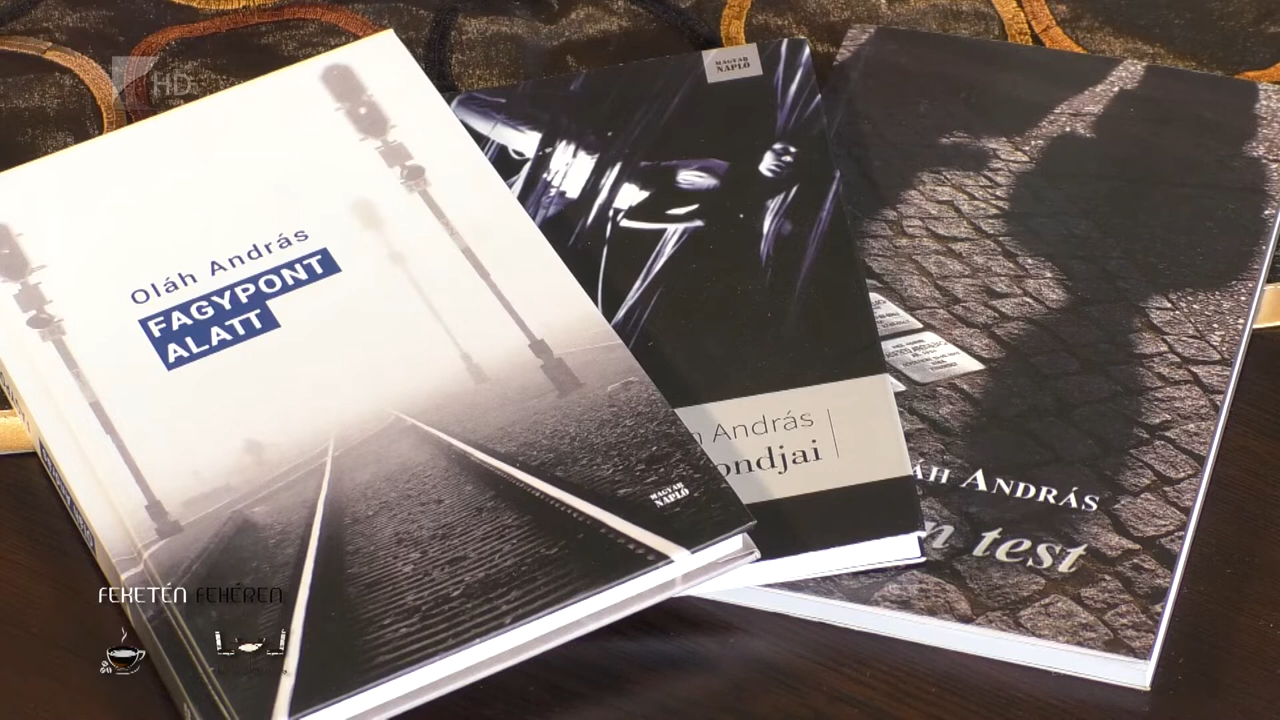 HD
Oláh András
FAGYPONT
ALATT
MAGYAR
NAPLÓ
MAGYAR
NAPLÓ
András
ondjai
ÁH ANDRÁS
n test
FEKETÉN FEHÉREN